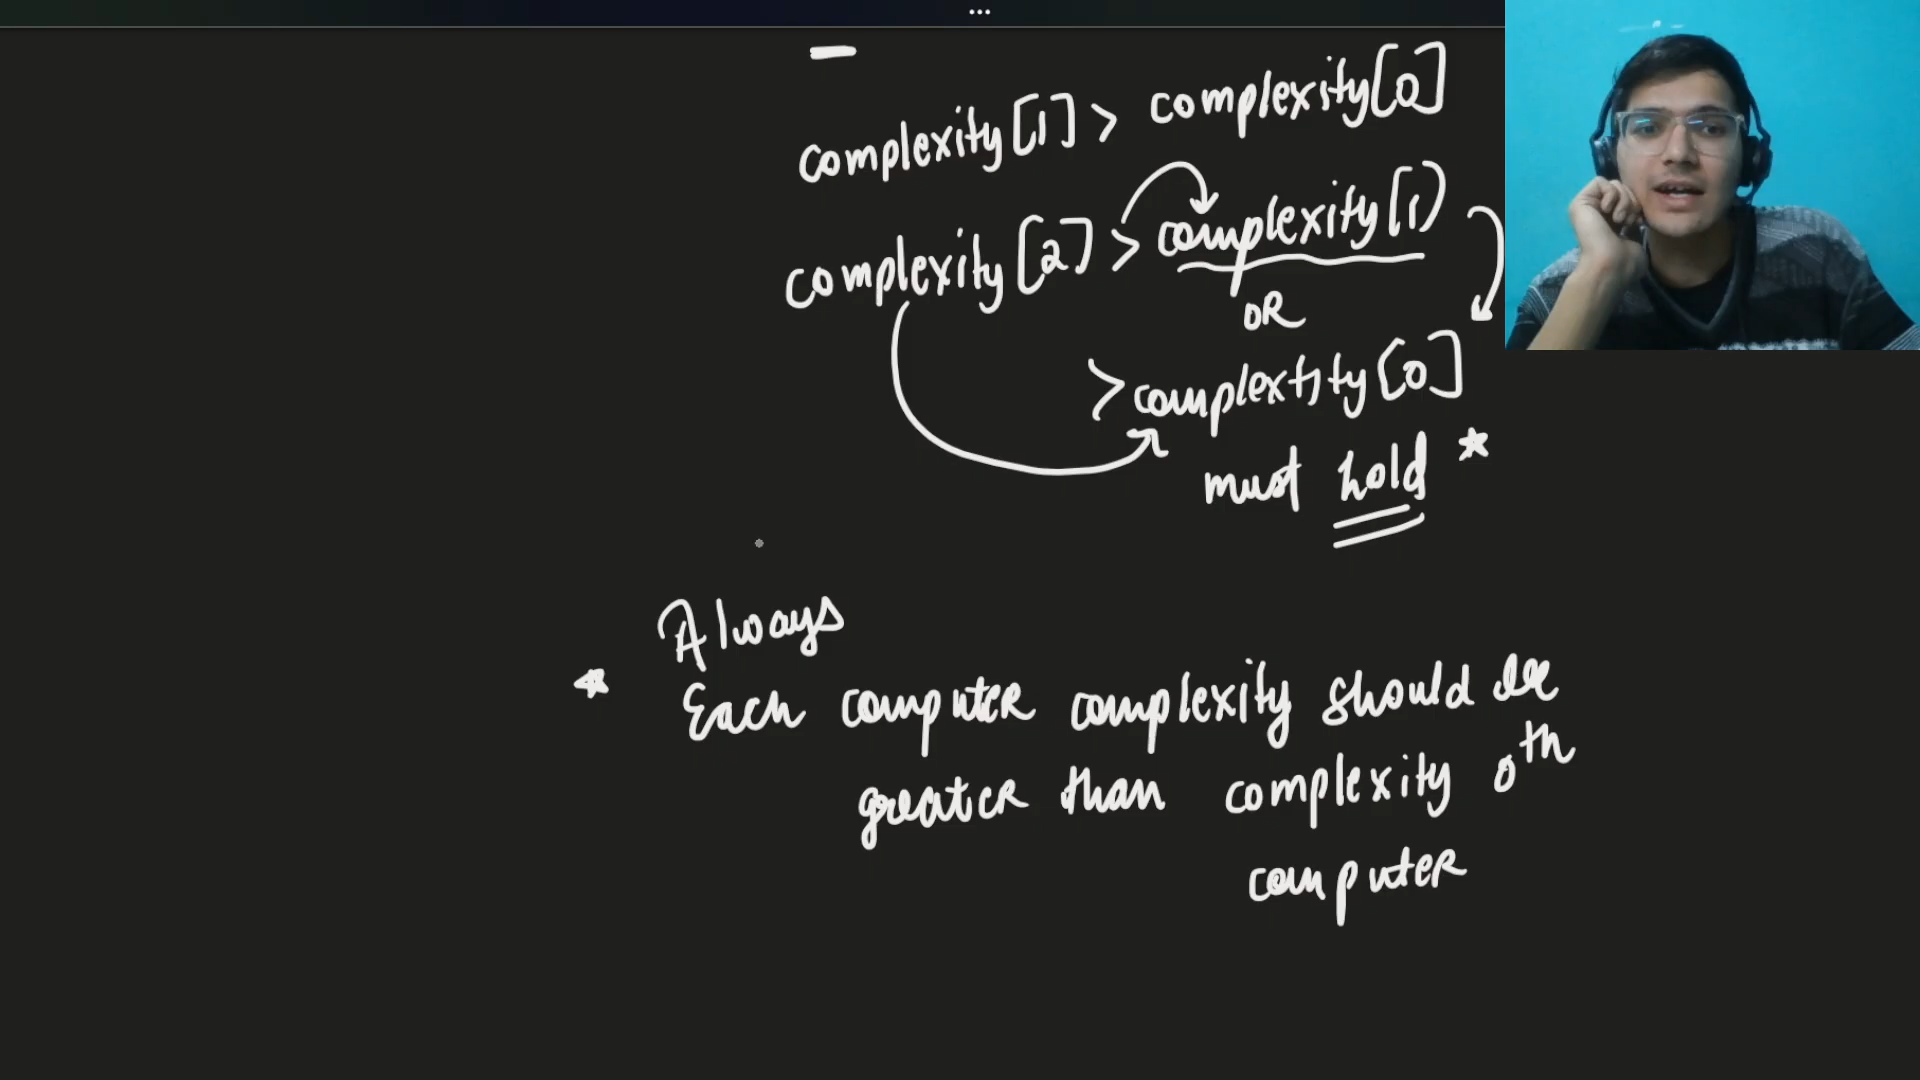 complexity[1] > complexity[0]
complexity[2] > complexity[1)
OR
> complextity[0]
must hold *
Always
* Each computer complexity should be
greater than complexity 0th
computer